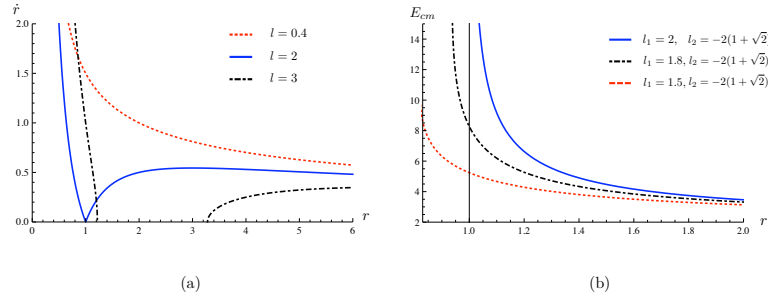 ṙ
2.0
1.5
1.0
0.5
0.0
0
1
2
3
4
5
6
r
l = 0.4
l = 2
l = 3
(a)
E_cm
14
12
10
8
6
4
2
1.0
1.2
1.4
1.6
1.8
2.0
r
l₁ = 2, l₂ = −2(1 + √2)
l₁ = 1.8, l₂ = −2(1 + √2)
l₁ = 1.5, l₂ = −2(1 + √2)
(b)